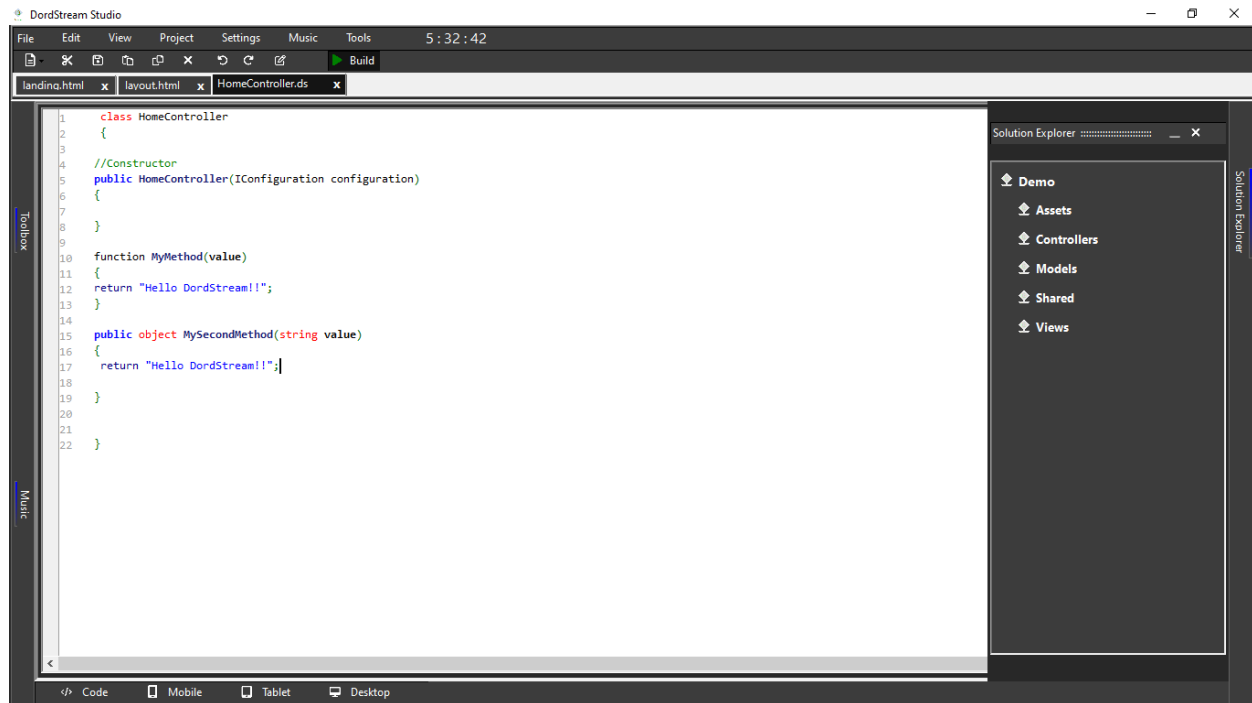 DordStream Studio
File Edit View Project Settings Music Tools 5:32:42
Build
landing.html x layout.html x HomeController.ds x
1 class HomeController
2 {
3
4 //Constructor
5 public HomeController(IConfiguration configuration)
6 {
7
8 }
9
10 function MyMethod(value)
11 {
12 return "Hello DordStream!!";
13 }
14
15 public object MySecondMethod(string value)
16 {
17 return "Hello DordStream!!";
18
19 }
20
21
22 }
Toolbox
Music
Solution Explorer
Demo
Assets
Controllers
Models
Shared
Views
Solution Explorer
</> Code Mobile Tablet Desktop